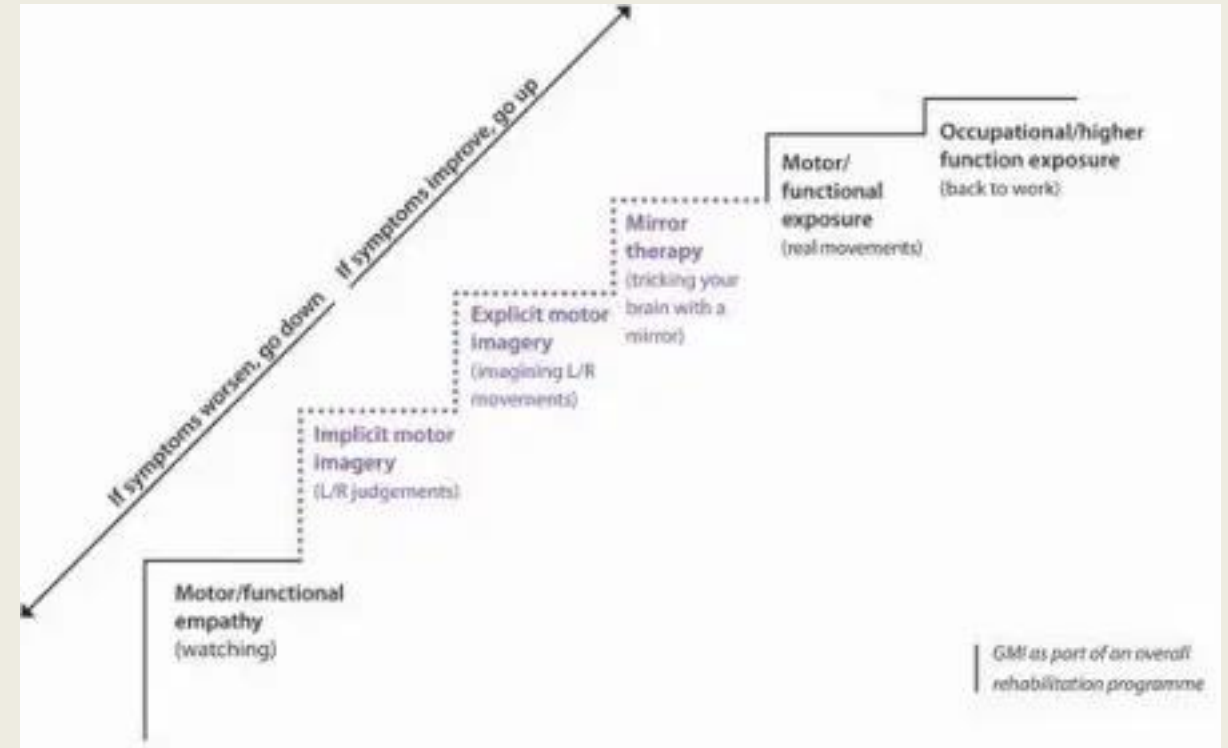 If symptoms worsen, go down
If symptoms improve, go up
Motor/functional
empathy
(watching)
Implicit motor
imagery
(L/R judgements)
Explicit motor
imagery
(imagining L/R
movements)
Mirror
therapy
(tricking your
brain with a
mirror)
Motor/
functional
exposure
(real movements)
Occupational/higher
function exposure
(back to work)
GMI as part of an overall
rehabilitation programme